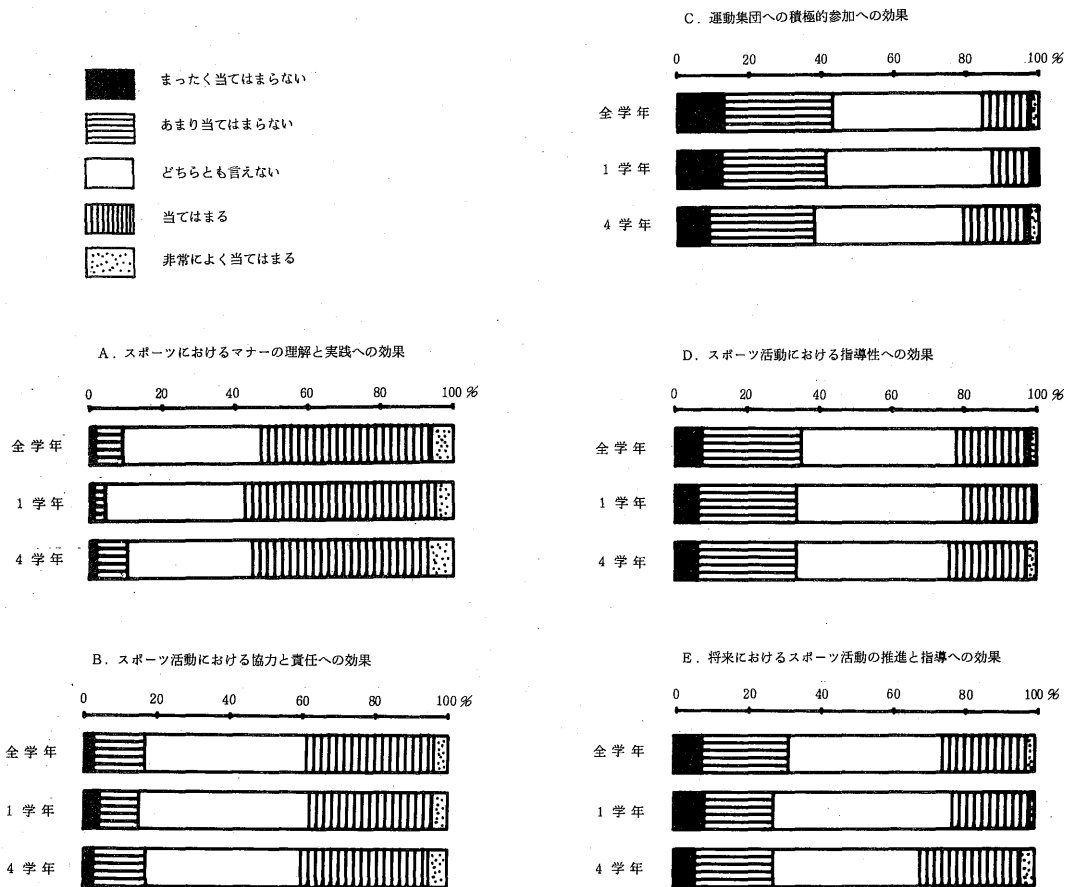 まったく当てはまらない
あまり当てはまらない
どちらとも言えない
当てはまる
非常によく当てはまる
A．スポーツにおけるマナーの理解と実践への効果
0 20 40 60 80 100 %
全学年
1 学年
4 学年
B．スポーツ活動における協力と責任への効果
0 20 40 60 80 100 %
全学年
1 学年
4 学年
C．運動集団への積極的参加への効果
0 20 40 60 80 100 %
全学年
1 学年
4 学年
D．スポーツ活動における指導性への効果
0 20 40 60 80 100 %
全学年
1 学年
4 学年
E．将来におけるスポーツ活動の推進と指導への効果
0 20 40 60 80 100 %
全学年
1 学年
4 学年